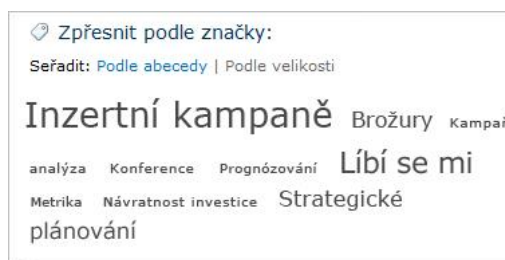 Zpřesnit podle značky:
Seřadit: Podle abecedy | Podle velikosti
Inzertní kampaně Brožury
analýza Konference Prognózování Líbí se mi
Metrika Návratnost investice Strategické
plánování